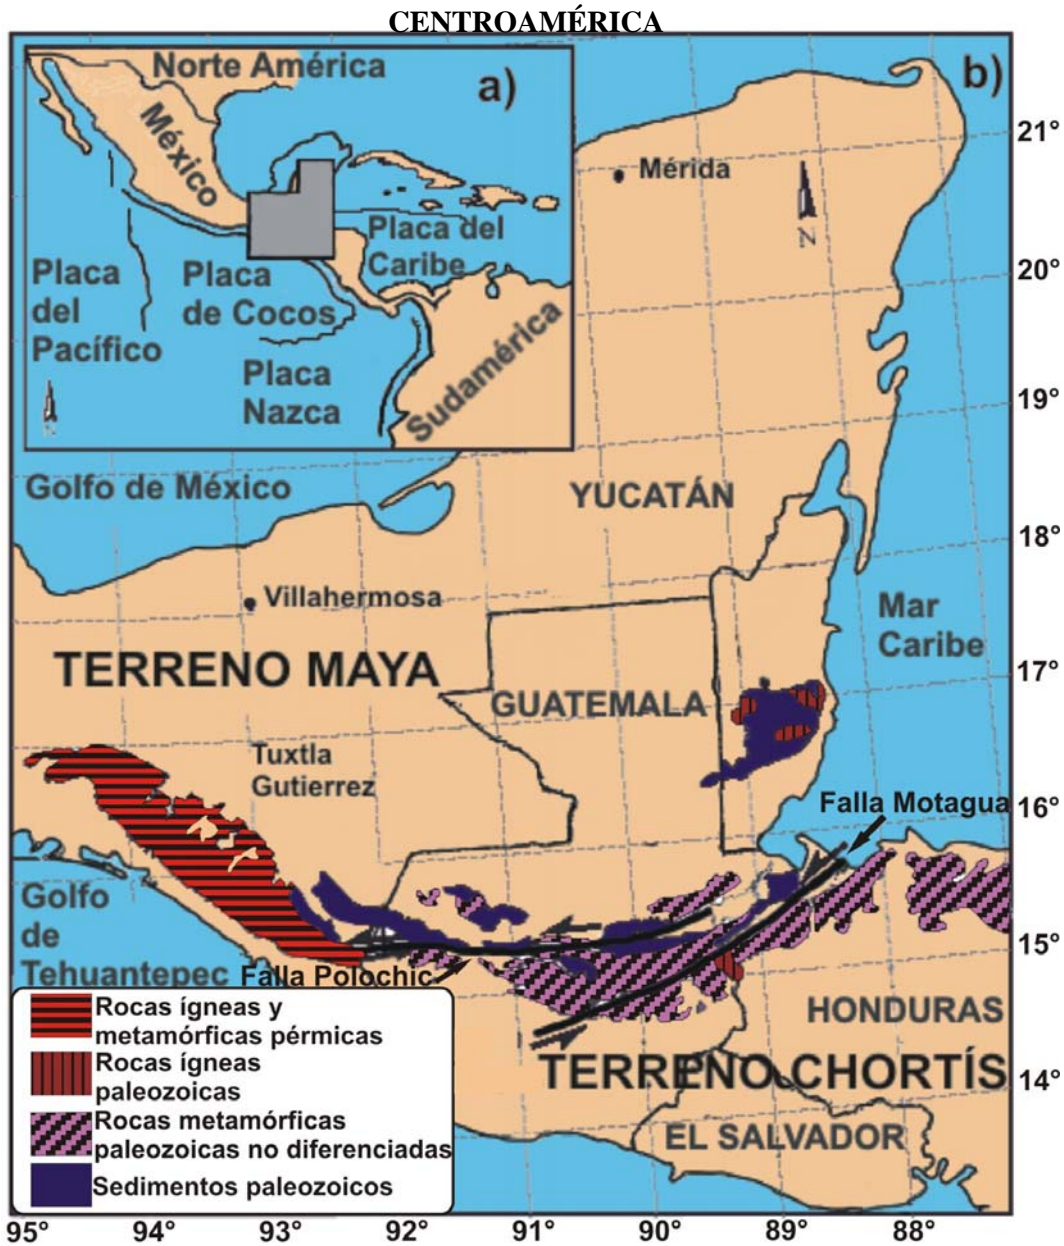 CENTROAMÉRICA
a)
Norte América
México
Placa del
Caribe
Placa
del
Pacífico
Placa
de Cocos
Placa
Nazca
Sudamérica
N
b)
Mérida
N
21°
20°
19°
18°
17°
16°
15°
14°
Golfo de México
YUCATÁN
Villahermosa
Mar
Caribe
TERRENO MAYA
GUATEMALA
Tuxtla
Gutierrez
Falla Motagua
Golfo
de
Tehuantepec
Falla Polochic
HONDURAS
TERRENO CHORTÍS
EL SALVADOR
Rocas ígneas y
metamórficas pérmicas
Rocas ígneas
paleozoicas
Rocas metamórficas
paleozoicas no diferenciadas
Sedimentos paleozoicos
95° 94° 93° 92° 91° 90° 89° 88°